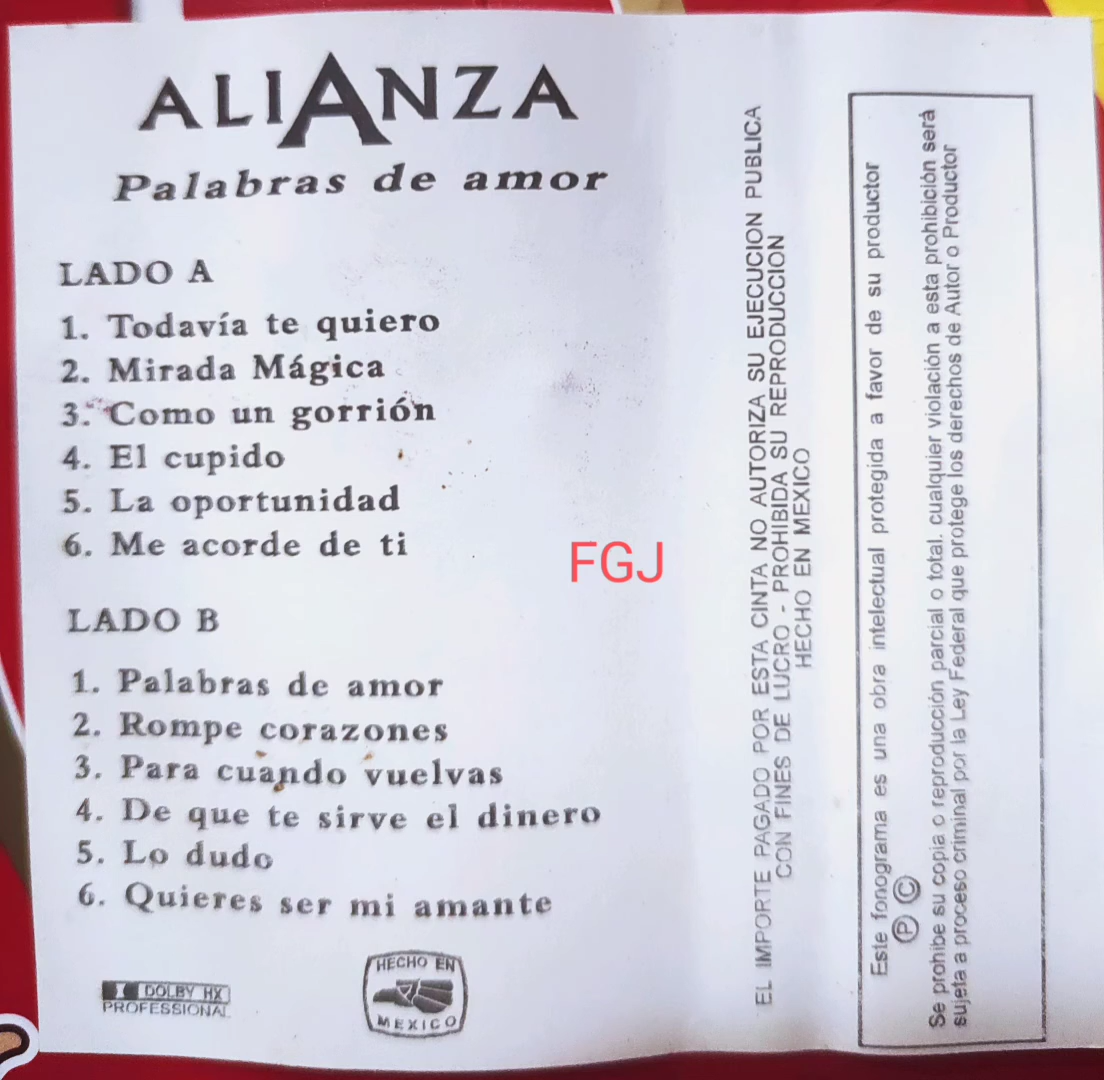 ALIANZA
Palabras de amor
LADO A
1. Todavía te quiero
2. Mirada Mágica
3. Como un gorrión
4. El cupido
5. La oportunidad
6. Me acorde de ti
FGJ
LADO B
1. Palabras de amor
2. Rompe corazones
3. Para cuando vuelvas
4. De que te sirve el dinero
5. Lo dudo
6. Quieres ser mi amante
DOLBY HX
PROFESSIONAL
HECHO EN
MEXICO
EL IMPORTE PAGADO POR ESTA CINTA NO AUTORIZA SU EJECUCION PUBLICA
CON FINES DE LUCRO - PROHIBIDA SU REPRODUCCION
HECHO EN MEXICO
Este fonograma es una obra intelectual protegida a favor de su productor
Ⓟ ©
Se prohibe su copia o reproducción parcial o total. cualquier violación a esta prohibición será
sujeta a proceso criminal por la Ley Federal que protege los derechos de Autor o Productor